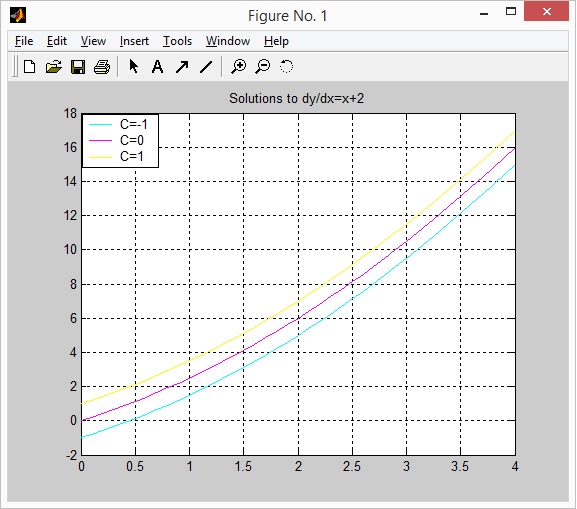 Figure No. 1
File Edit View Insert Tools Window Help
A
Solutions to dy/dx=x+2
C=-1
C=0
C=1
18
16
14
12
10
8
6
4
2
0
-2
0 0.5 1 1.5 2 2.5 3 3.5 4